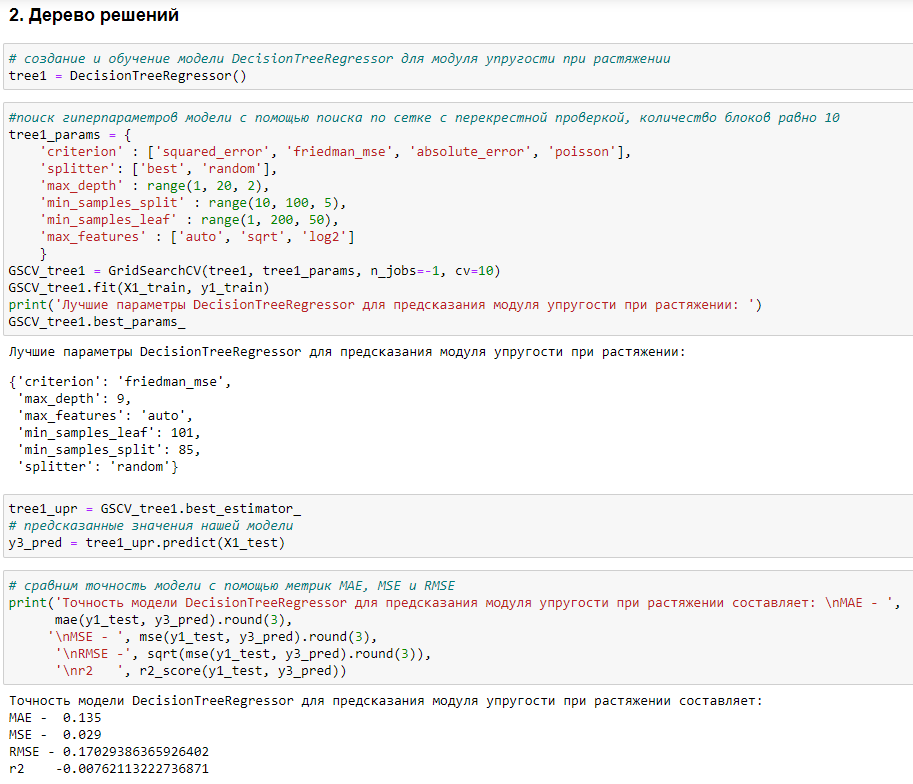 2. Дерево решений
# создание и обучение модели DecisionTreeRegressor для модуля упругости при растяжении
tree1 = DecisionTreeRegressor()
#поиск гиперпараметров модели с помощью поиска по сетке с перекрестной проверкой, количество блоков равно 10
tree1_params = {
    'criterion' : ['squared_error', 'friedman_mse', 'absolute_error', 'poisson'],
    'splitter': ['best', 'random'],
    'max_depth' : range(1, 20, 2),
    'min_samples_split' : range(10, 100, 5),
    'min_samples_leaf' : range(1, 200, 50),
    'max_features' : ['auto', 'sqrt', 'log2']
    }
GSCV_tree1 = GridSearchCV(tree1, tree1_params, n_jobs=-1, cv=10)
GSCV_tree1.fit(X1_train, y1_train)
print('Лучшие параметры DecisionTreeRegressor для предсказания модуля упругости при растяжении: ')
GSCV_tree1.best_params_
Лучшие параметры DecisionTreeRegressor для предсказания модуля упругости при растяжении:
{'criterion': 'friedman_mse',
 'max_depth': 9,
 'max_features': 'auto',
 'min_samples_leaf': 101,
 'min_samples_split': 85,
 'splitter': 'random'}
tree1_upr = GSCV_tree1.best_estimator_
# предсказанные значения нашей модели
y3_pred = tree1_upr.predict(X1_test)
# сравним точность модели с помощью метрик MAE, MSE и RMSE
print('Точность модели DecisionTreeRegressor для предсказания модуля упругости при растяжении составляет: \nMAE - ',
      mae(y1_test, y3_pred).round(3),
     '\nMSE - ', mse(y1_test, y3_pred).round(3),
      '\nRMSE -', sqrt(mse(y1_test, y3_pred).round(3)),
      '\nr2   ', r2_score(y1_test, y3_pred))
Точность модели DecisionTreeRegressor для предсказания модуля упругости при растяжении составляет:
MAE -  0.135
MSE -  0.029
RMSE - 0.17029386365926402
r2    -0.00762113222736871